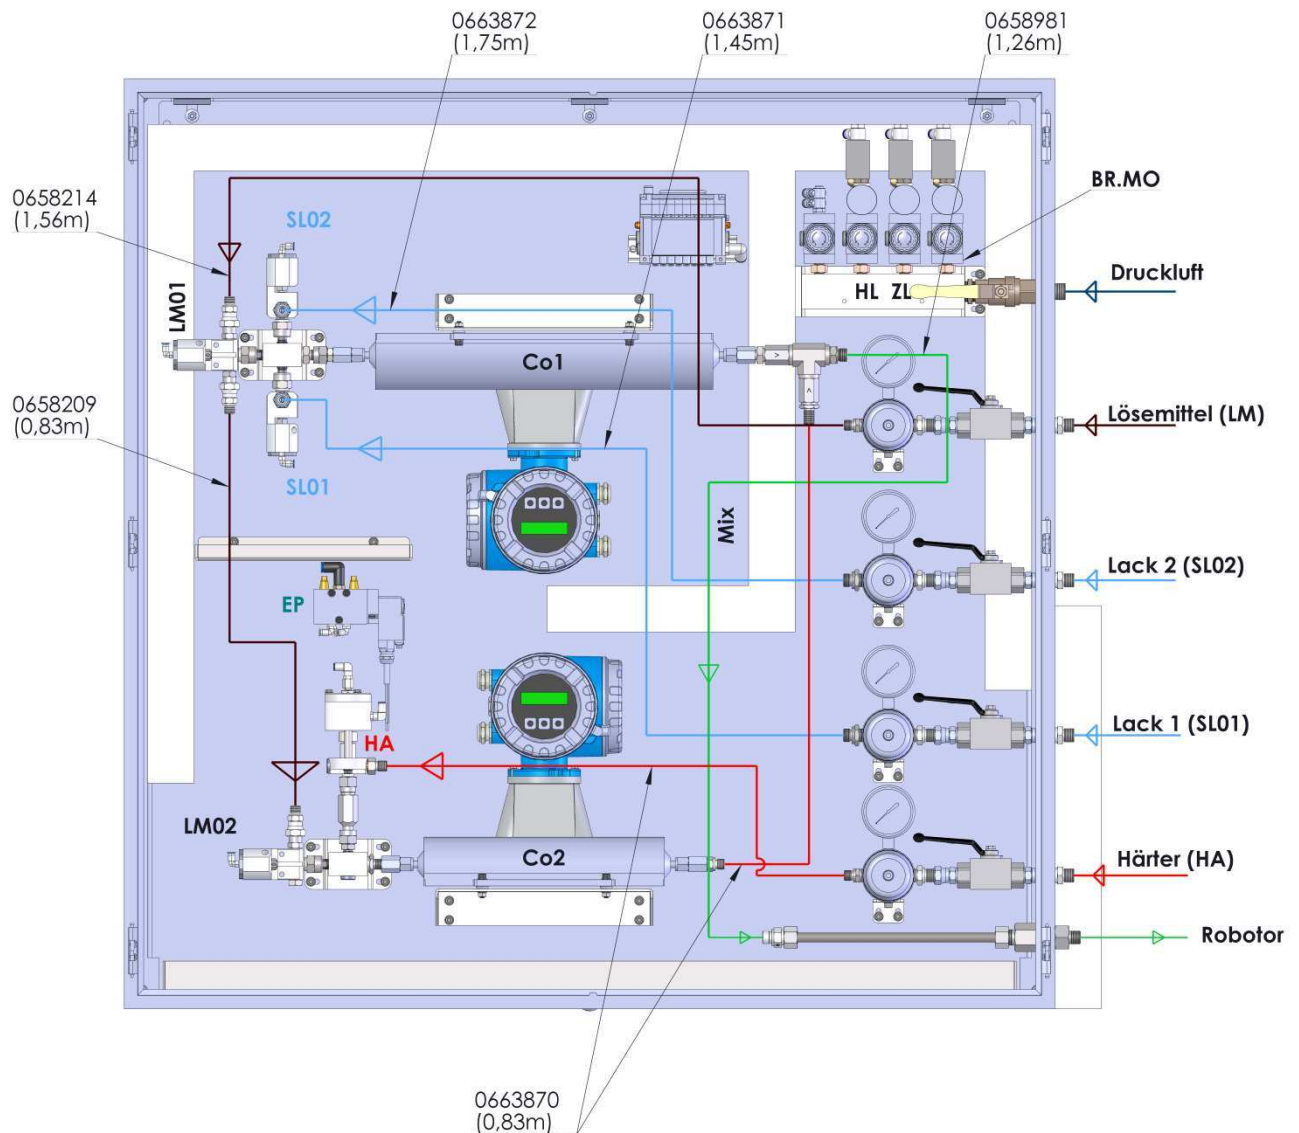 0663872
(1,75m)
0663871
(1,45m)
0658981
(1,26m)
BR.MO
0658214
(1,56m)
SL02
Druckluft
HL ZL
LM01
Co1
0658209
(0,83m)
Lösemittel (LM)
SL01
Mix
Lack 2 (SL02)
EP
Lack 1 (SL01)
HA
LM02
Co2
Härter (HA)
Robotor
0663870
(0,83m)